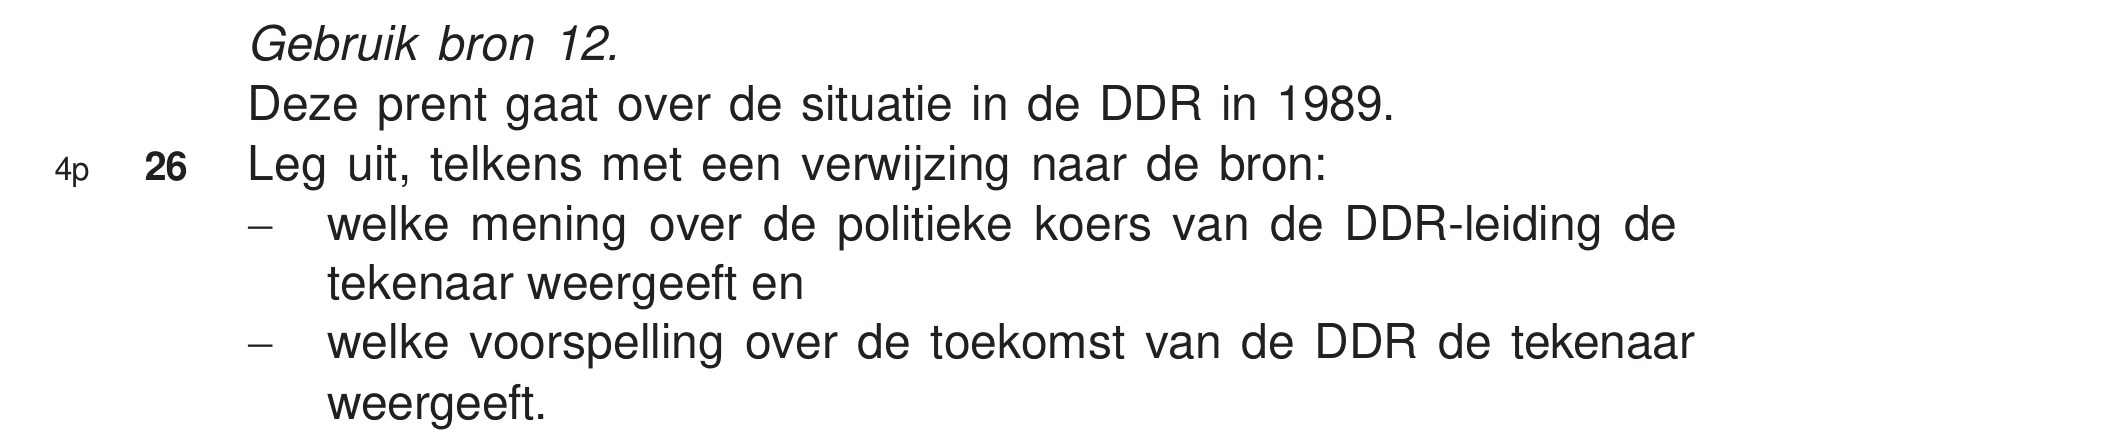 Gebruik bron 12.
Deze prent gaat over de situatie in de DDR in 1989.
4p 26 Leg uit, telkens met een verwijzing naar de bron:
– welke mening over de politieke koers van de DDR-leiding de
tekenaar weergeeft en
– welke voorspelling over de toekomst van de DDR de tekenaar
weergeeft.